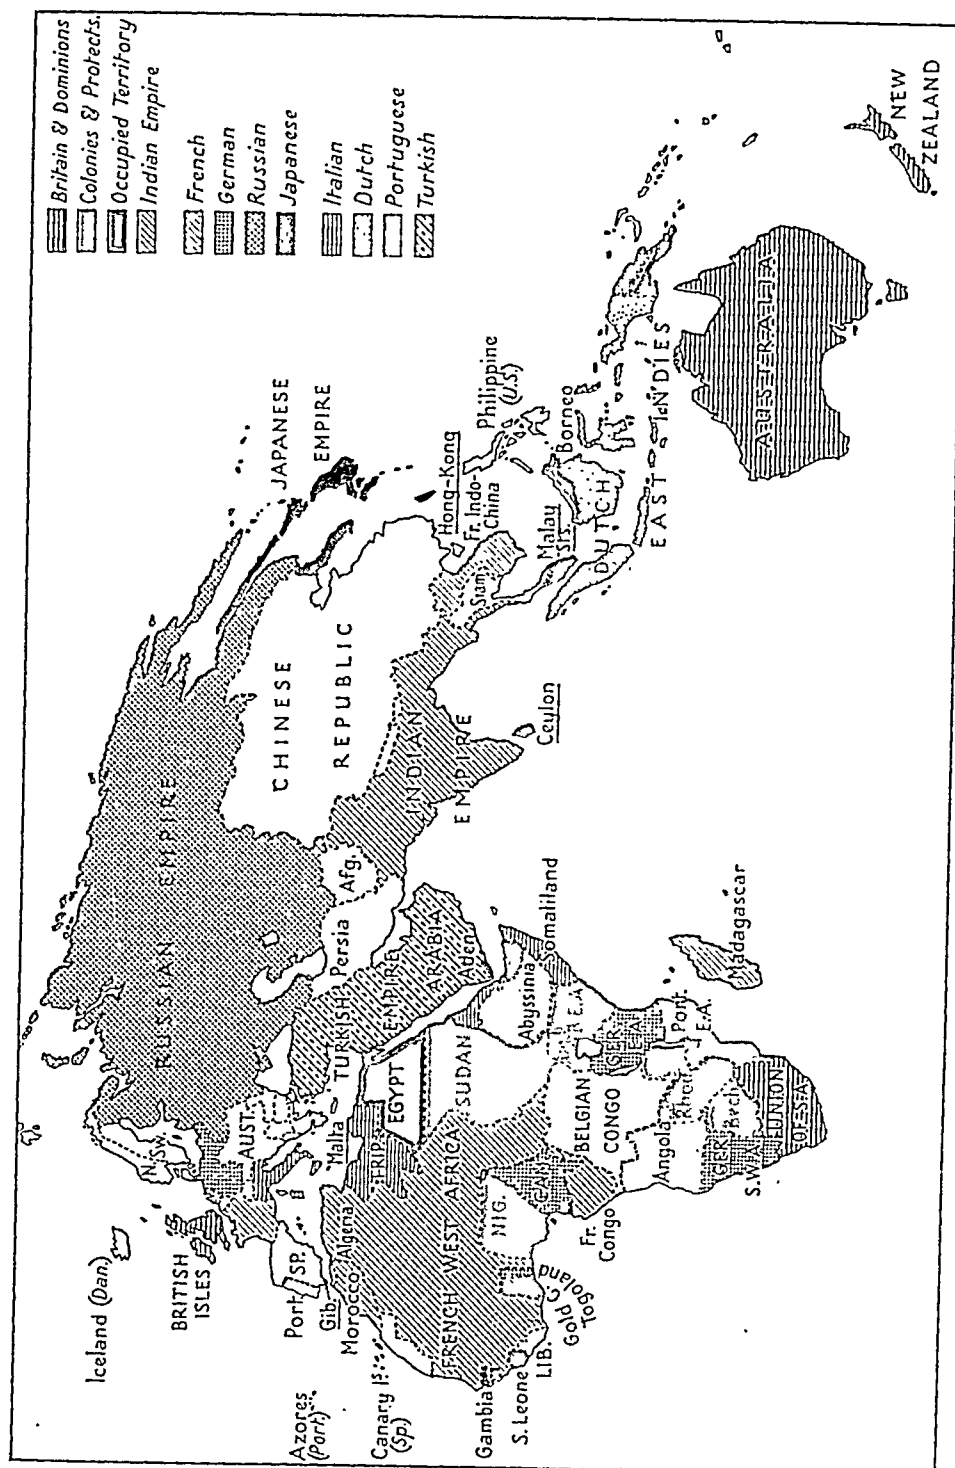 Britain & Dominions
Colonies & Protects.
Occupied Territory
Indian Empire
French
German
Russian
Japanese
Italian
Dutch
Portuguese
Turkish
Iceland (Dan.)
BRITISH
ISLES
N.
Sw.
RUSSIAN EMPIRE
JAPANESE
EMPIRE
AUST.
Port.
SP.
Azores
(Port.)
Gib.
Malta
TURKISH
EMPIRE
Persia
Afg.
CHINESE
REPUBLIC
Canary Is
(Sp.)
Morocco
Algeria
TRIP.
EGYPT
ARABIA
Aden
INDIAN
EMPIRE
Hong-Kong
Fr. Indo-
China
Siam
Philippine
(U.S.)
Ceylon
Malay
Sts.
Borneo
DUTCH
EAST INDIES
Gambia
S. Leone
LIB.
Gold C.
Togoland
FRENCH WEST AFRICA
NIG.
CAM.
SUDAN
Abyssinia
Somaliland
Fr.
Congo
BELGIAN
CONGO
B.E.A.
GER.
E.A.
Angola
Rhod.
Port.
E.A.
Madagascar
GER.
S.W.A.
Bech.
UNION
OF S.A.
AUSTRALIA
NEW
ZEALAND